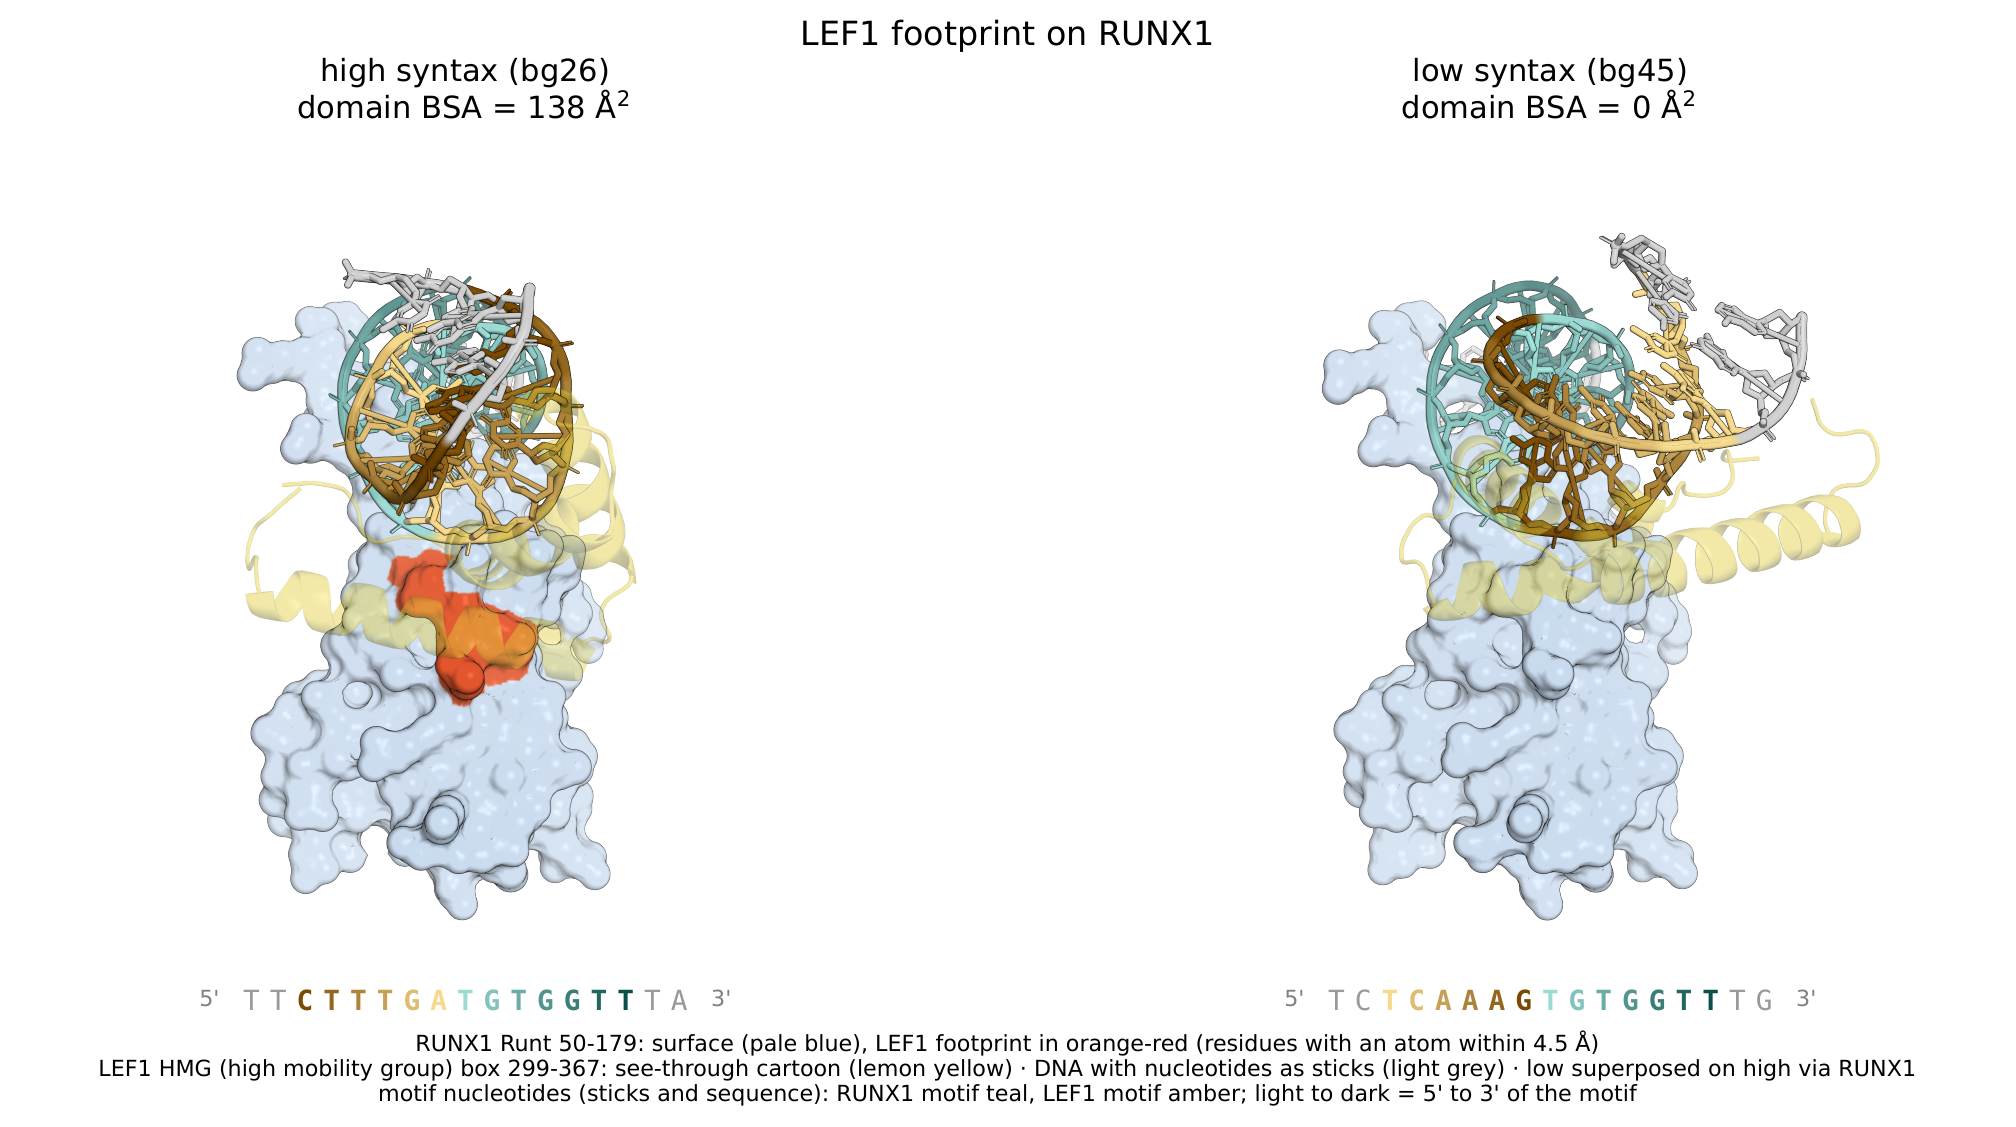 LEF1 footprint on RUNX1
high syntax (bg26)
domain BSA = 138 Å²
low syntax (bg45)
domain BSA = 0 Å²
5' TTCTTTGATGTGGTTTA 3'
5' TCTCAAAGTGTGGTTTG 3'
RUNX1 Runt 50-179: surface (pale blue), LEF1 footprint in orange-red (residues with an atom within 4.5 Å)
LEF1 HMG (high mobility group) box 299-367: see-through cartoon (lemon yellow) · DNA with nucleotides as sticks (light grey) · low superposed on high via RUNX1
motif nucleotides (sticks and sequence): RUNX1 motif teal, LEF1 motif amber; light to dark = 5' to 3' of the motif